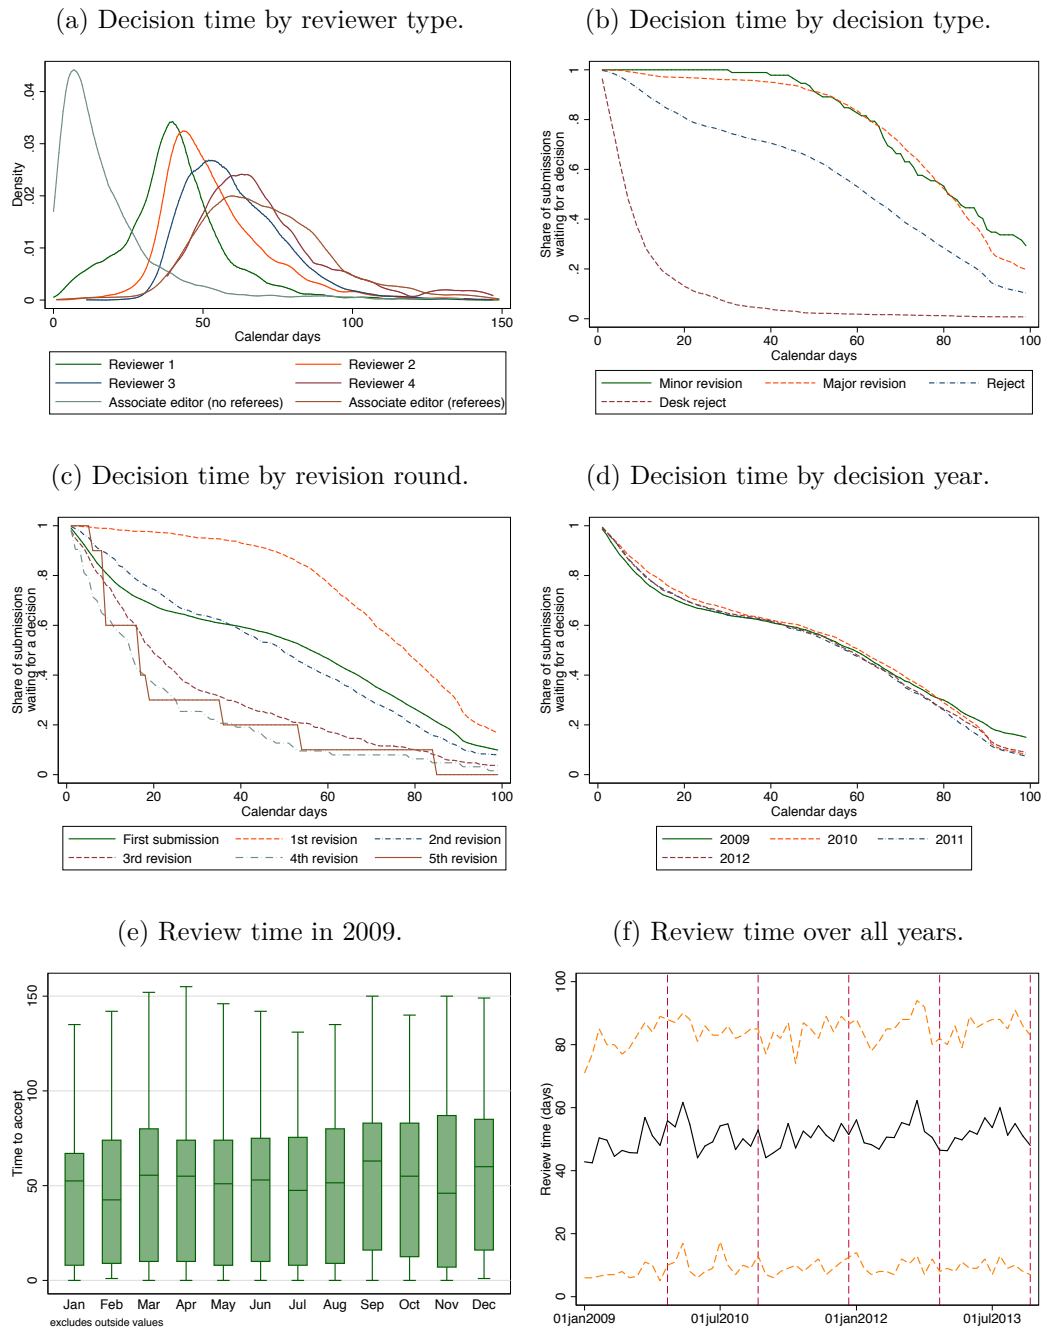 (a) Decision time by reviewer type.
Density
0 .01 .02 .03 .04
0 50 100 150
Calendar days
Reviewer 1 Reviewer 2
Reviewer 3 Reviewer 4
Associate editor (no referees) Associate editor (referees)
(b) Decision time by decision type.
Share of submissions
waiting for a decision
0 .2 .4 .6 .8 1
0 20 40 60 80 100
Calendar days
Minor revision Major revision Reject
Desk reject
(c) Decision time by revision round.
Share of submissions
waiting for a decision
0 .2 .4 .6 .8 1
0 20 40 60 80 100
Calendar days
First submission 1st revision 2nd revision
3rd revision 4th revision 5th revision
(d) Decision time by decision year.
Share of submissions
waiting for a decision
0 .2 .4 .6 .8 1
0 20 40 60 80 100
Calendar days
2009 2010 2011
2012
(e) Review time in 2009.
Time to accept
0 50 100 150
Jan Feb Mar Apr May Jun Jul Aug Sep Oct Nov Dec
excludes outside values
(f) Review time over all years.
Review time (days)
0 20 40 60 80 100
01jan2009 01jul2010 01jan2012 01jul2013